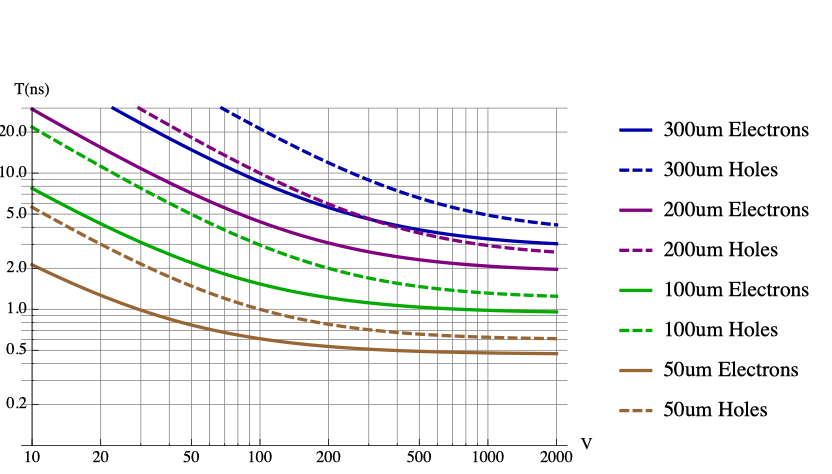 T(ns)
20.0
10.0
5.0
2.0
1.0
0.5
0.2
10 20 50 100 200 500 1000 2000
V
300um Electrons
300um Holes
200um Electrons
200um Holes
100um Electrons
100um Holes
50um Electrons
50um Holes